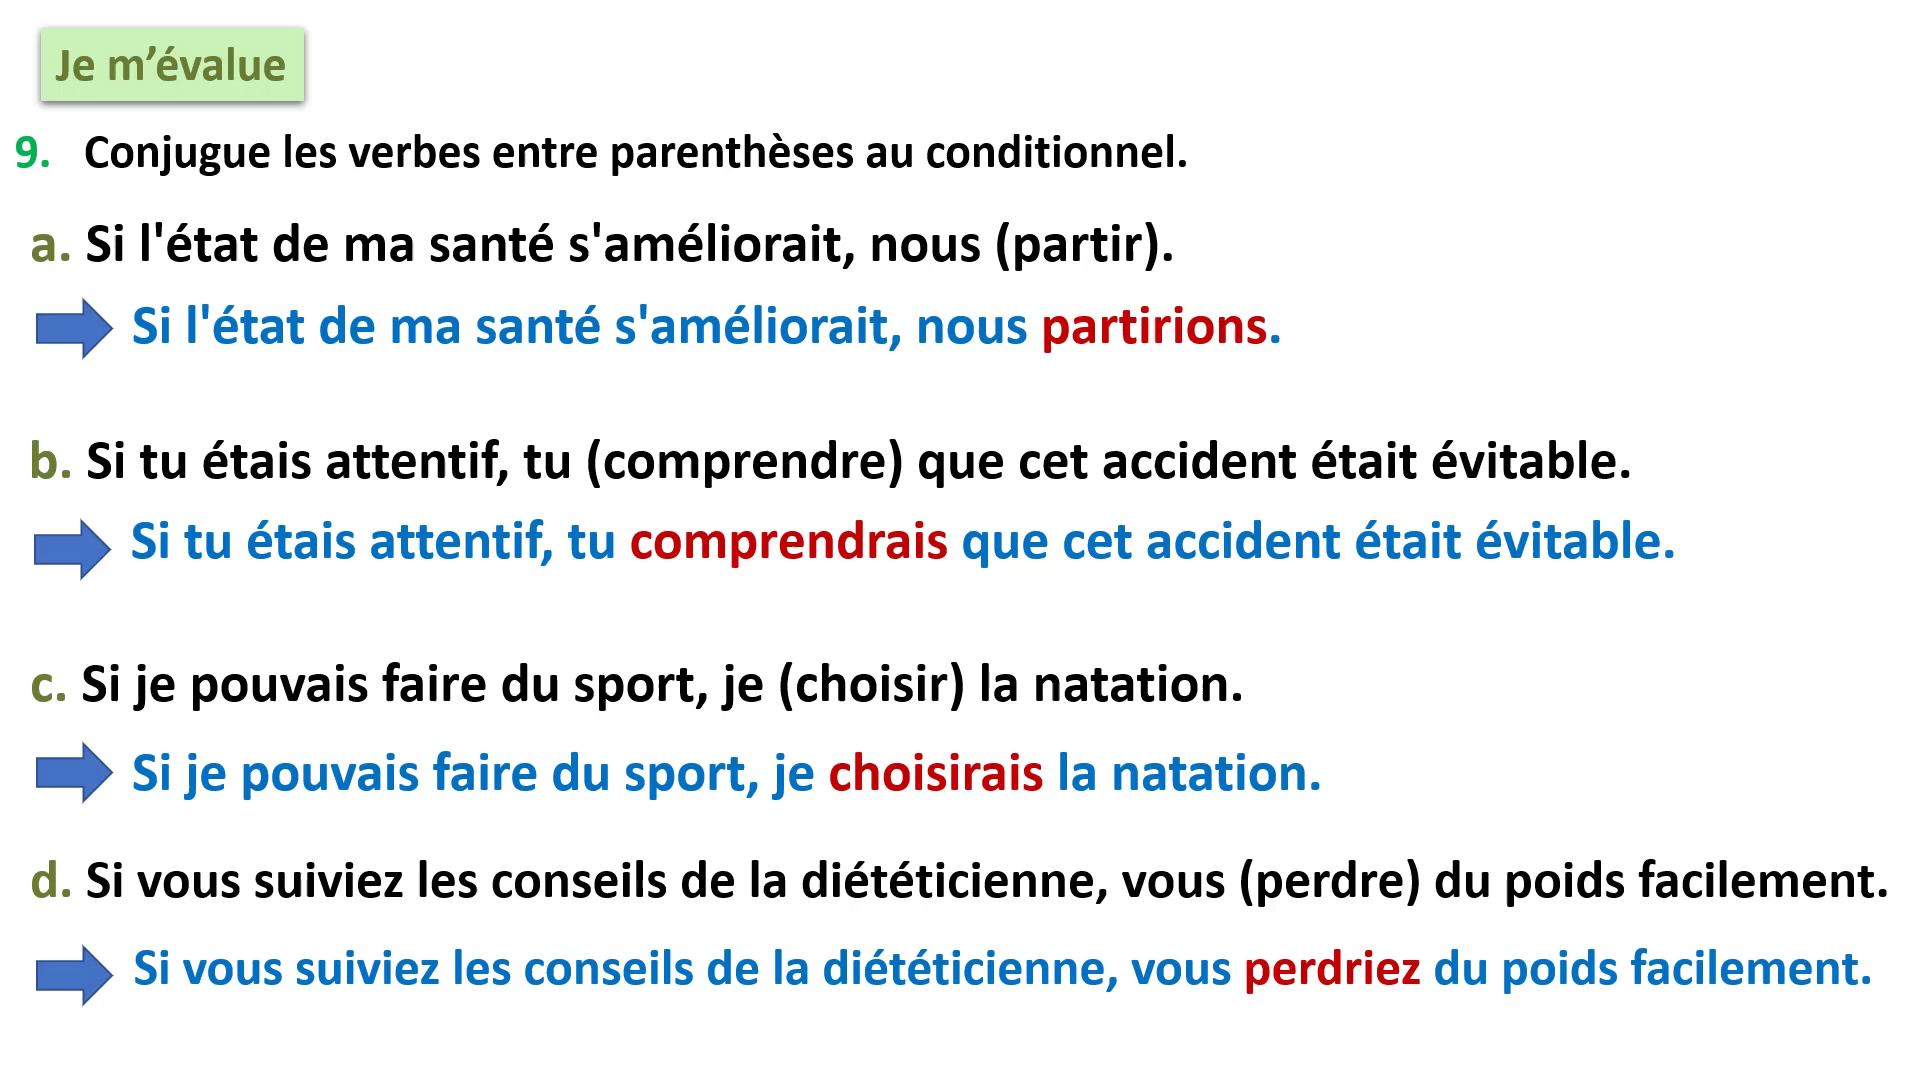 Je m’évalue
9. Conjugue les verbes entre parenthèses au conditionnel.
a. Si l'état de ma santé s'améliorait, nous (partir).
Si l'état de ma santé s'améliorait, nous partirions.
b. Si tu étais attentif, tu (comprendre) que cet accident était évitable.
Si tu étais attentif, tu comprendrais que cet accident était évitable.
c. Si je pouvais faire du sport, je (choisir) la natation.
Si je pouvais faire du sport, je choisirais la natation.
d. Si vous suiviez les conseils de la diététicienne, vous (perdre) du poids facilement.
Si vous suiviez les conseils de la diététicienne, vous perdriez du poids facilement.